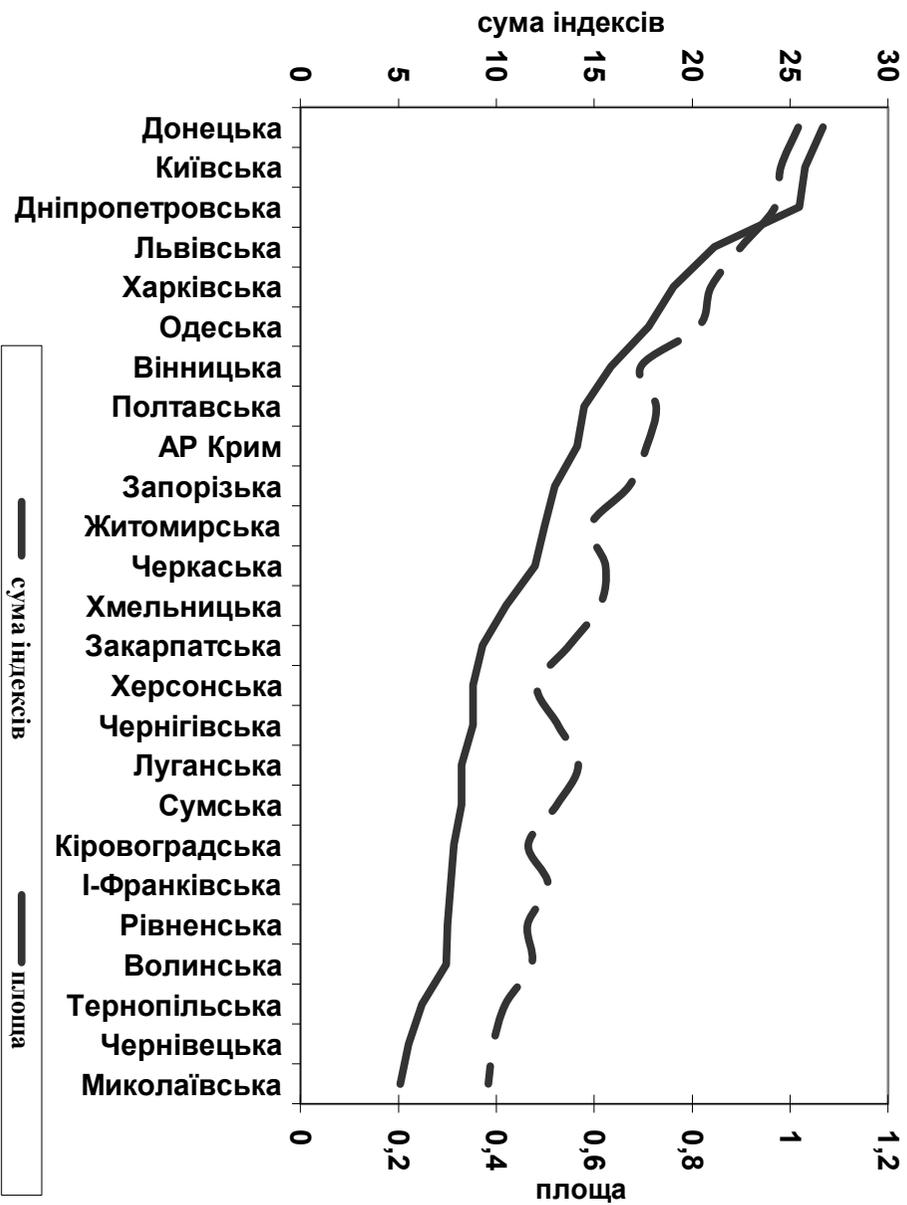 сума індексів
0
5
10
15
20
25
30
Донецька
Київська
Дніпропетровська
Львівська
Харківська
Одеська
Вінницька
Полтавська
АР Крим
Запорізька
Житомирська
Черкаська
Хмельницька
Закарпатська
Херсонська
Чернігівська
Луганська
Сумська
Кіровоградська
І-Франківська
Рівненська
Волинська
Тернопільська
Чернівецька
Миколаївська
0
0,2
0,4
0,6
0,8
1
1,2
площа
сума індексів
площа